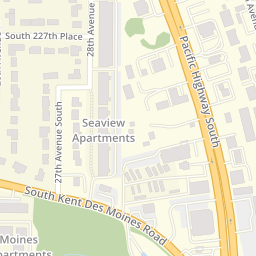 South 227th Place
28th Avenue
Pacific Highway South
27th Avenue South
Seaview
Apartments
South Kent Des Moines Road
Moines
Apartments